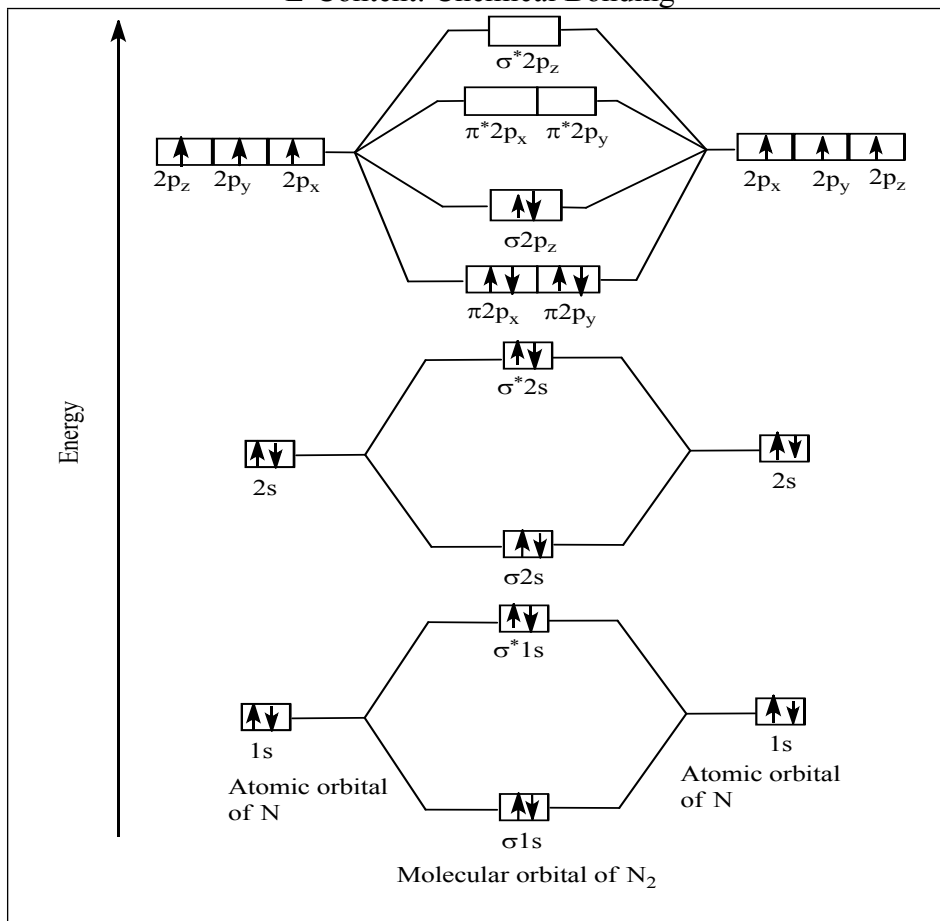 E-Content: Chemical Bonding
σ*2pz
π*2px π*2py
2pz 2py 2px
2px 2py 2pz
σ2pz
π2px π2py
σ*2s
Energy
2s
2s
σ2s
σ*1s
1s
1s
Atomic orbital
of N
Atomic orbital
of N
σ1s
Molecular orbital of N2